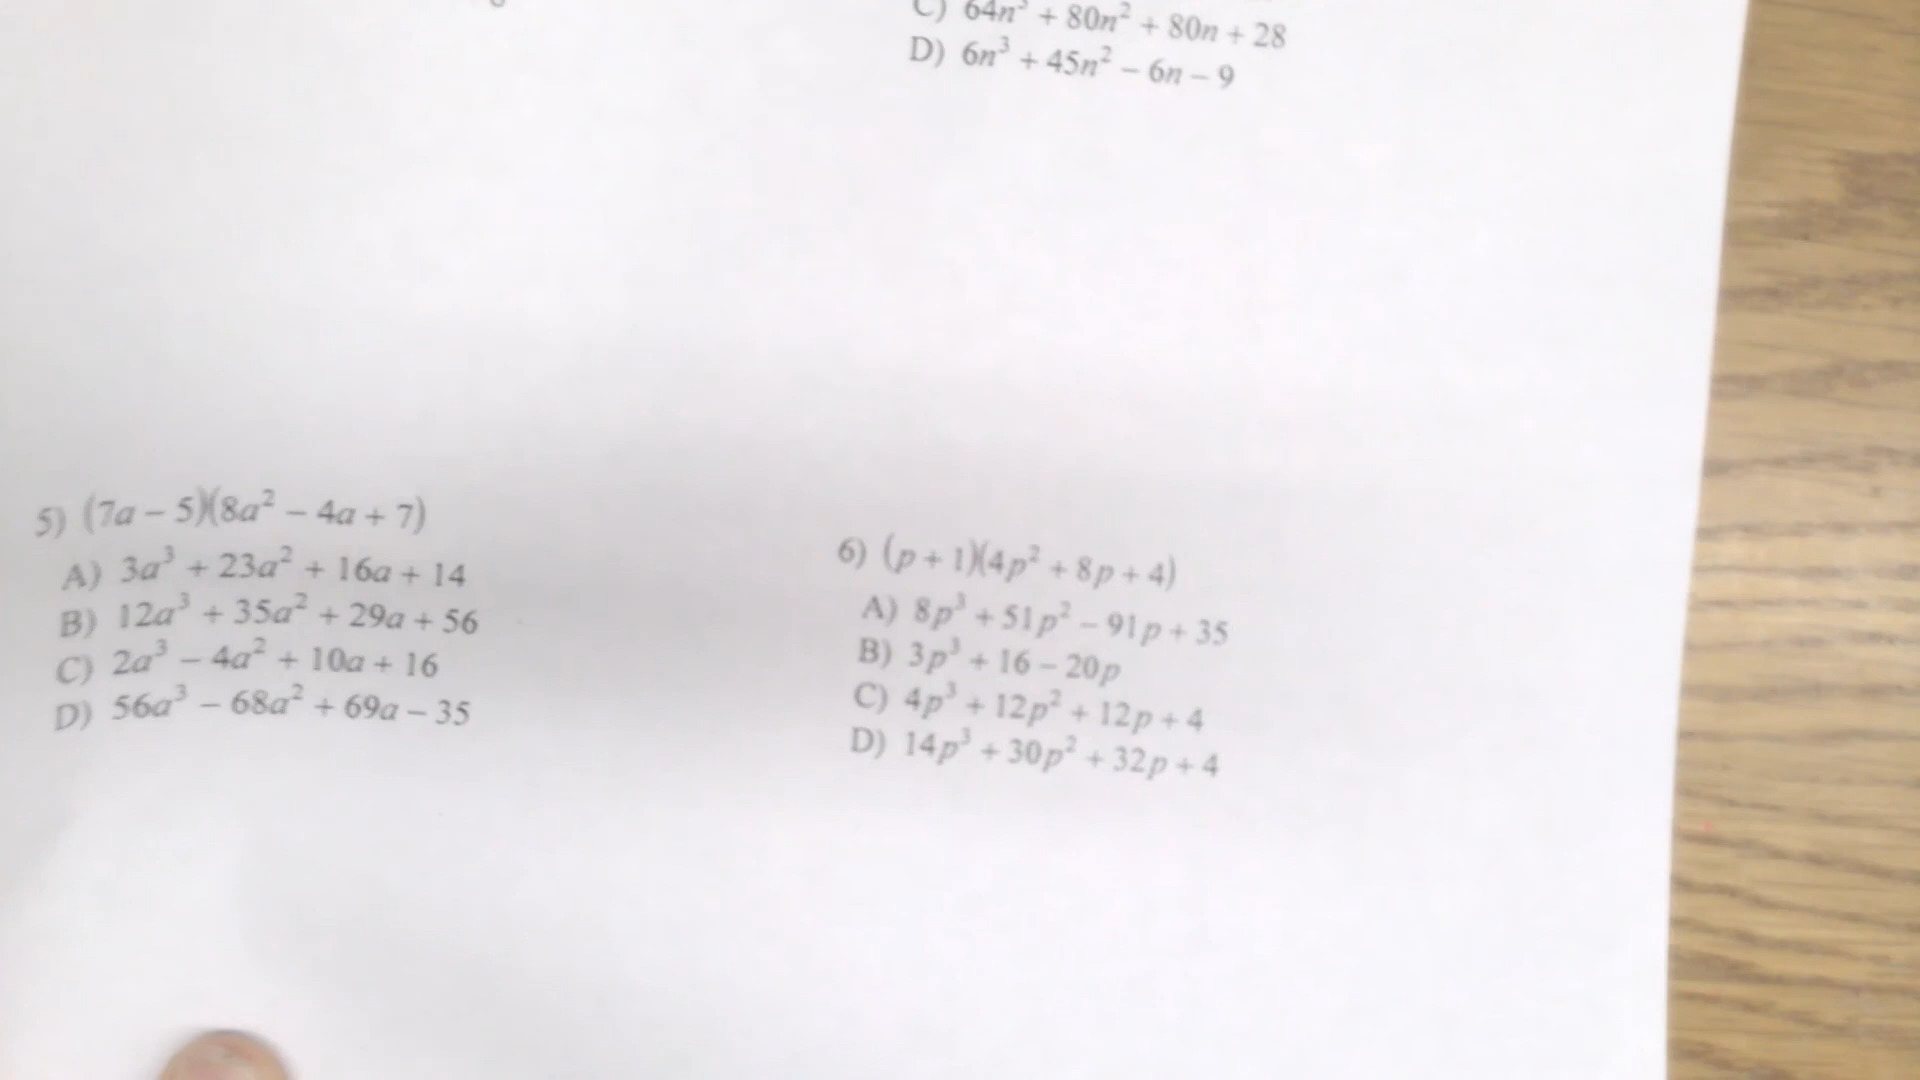 C) 64n³ + 80n² + 80n + 28
D) 6n³ + 45n² − 6n − 9
5) (7a − 5)(8a² − 4a + 7)
A) 3a³ + 23a² + 16a + 14
B) 12a³ + 35a² + 29a + 56
C) 2a³ − 4a² + 10a + 16
D) 56a³ − 68a² + 69a − 35
6) (p + 1)(4p² + 8p + 4)
A) 8p³ + 51p² − 91p + 35
B) 3p³ + 16 − 20p
C) 4p³ + 12p² + 12p + 4
D) 14p³ + 30p² + 32p + 4